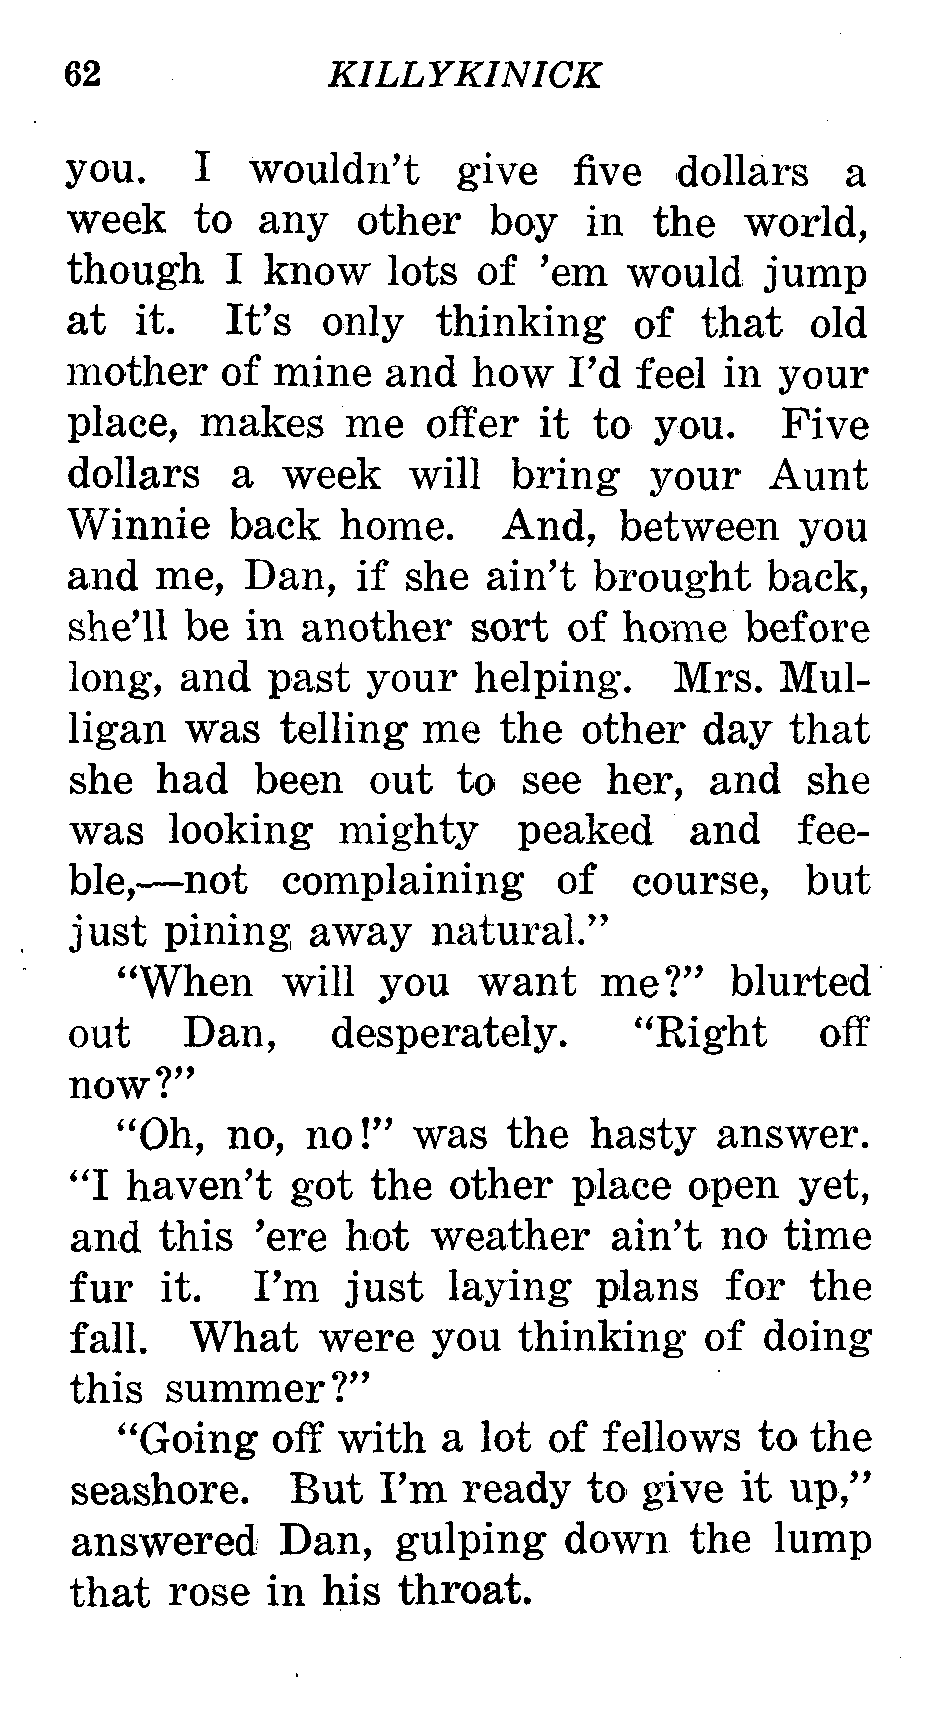 62 KILLYKINICK
you. I wouldn't give five dollars a
week to any other boy in the world,
though I know lots of 'em would jump
at it. It's only thinking of that old
mother of mine and how I'd feel in your
place, makes me offer it to you. Five
dollars a week will bring your Aunt
Winnie back home. And, between you
and me, Dan, if she ain't brought back,
she'll be in another sort of home before
long, and past your helping. Mrs. Mul-
ligan was telling me the other day that
she had been out to see her, and she
was looking mighty peaked and fee-
ble,—not complaining of course, but
just pining away natural."
"When will you want me?" blurted
out Dan, desperately. "Right off
now?"
"Oh, no, no!" was the hasty answer.
"I haven't got the other place open yet,
and this 'ere hot weather ain't no time
fur it. I'm just laying plans for the
fall. What were you thinking of doing
this summer?"
"Going off with a lot of fellows to the
seashore. But I'm ready to give it up,"
answered Dan, gulping down the lump
that rose in his throat.